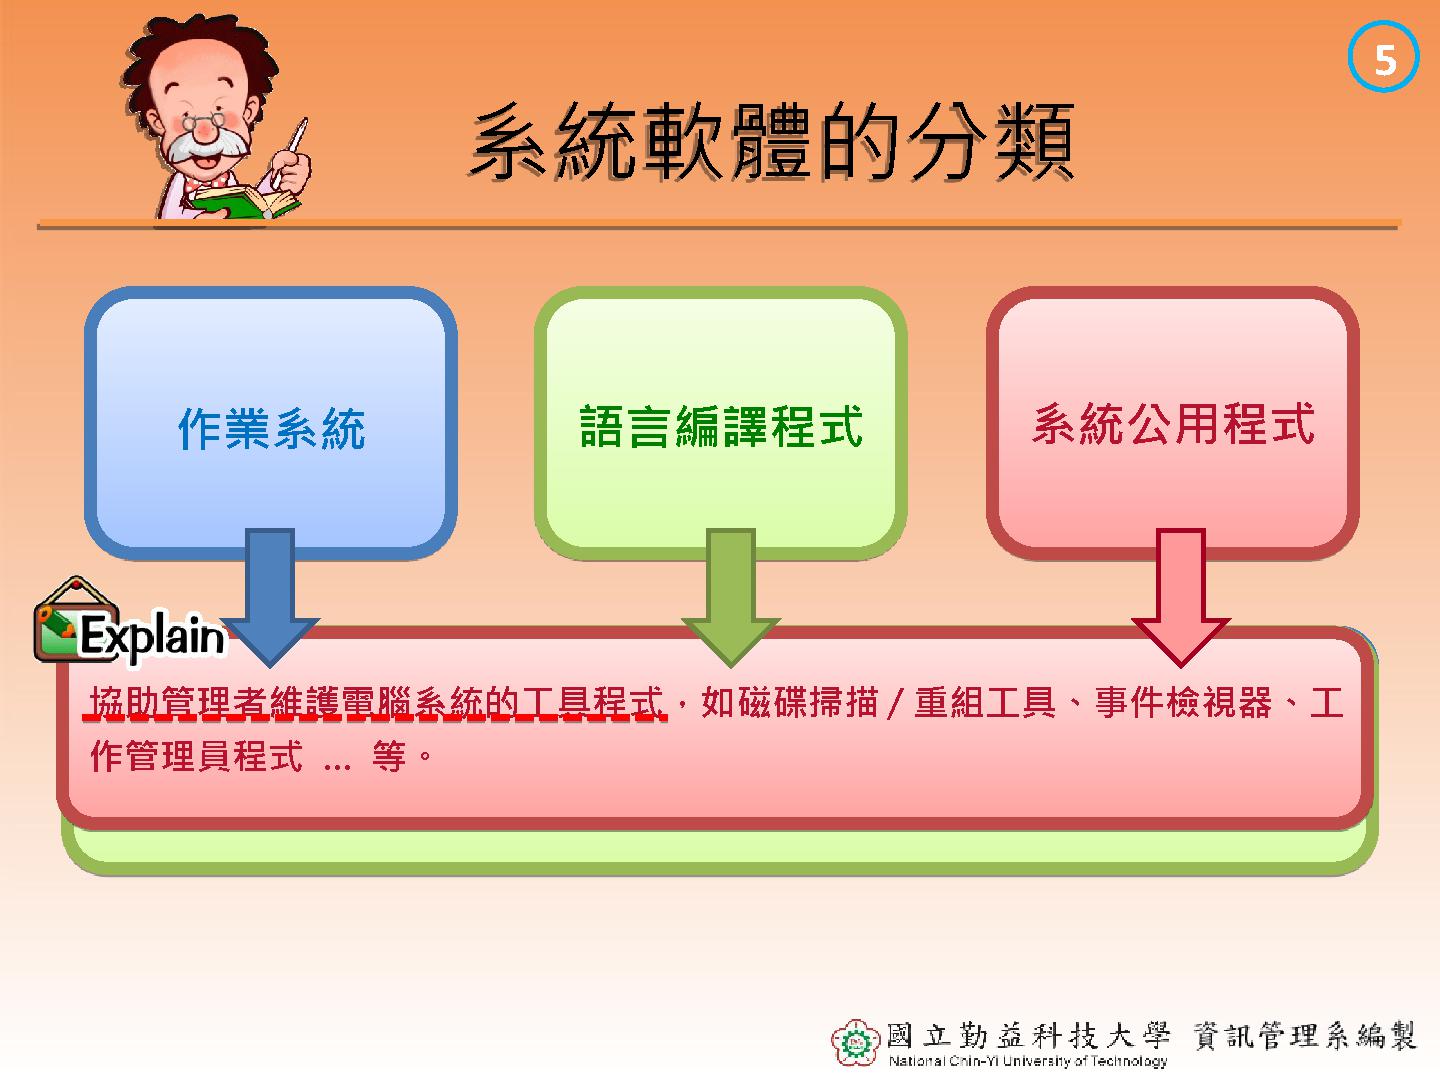 5
系統軟體的分類
作業系統
語言編譯程式
系統公用程式
Explain
協助管理者維護電腦系統的工具程式，如磁碟掃描 / 重組工具、事件檢視器、工
作管理員程式 ... 等。
國立勤益科技大學 資訊管理系編製
National Chin-Yi University of Technology